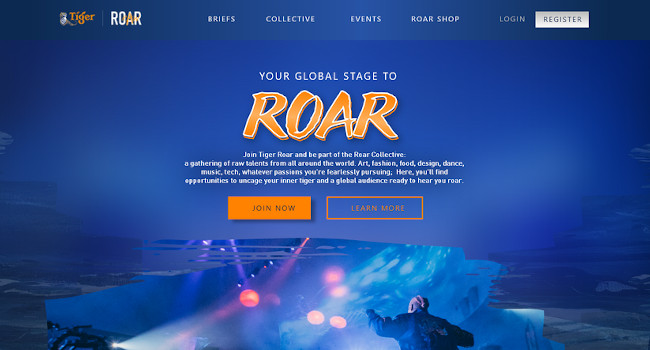 Tiger ROAR BRIEFS COLLECTIVE EVENTS ROAR SHOP LOGIN REGISTER
YOUR GLOBAL STAGE TO
ROAR
Join Tiger Roar and be part of the Roar Collective:
a gathering of raw talents from all around the world. Art, fashion, food, design, dance,
music, tech, whatever passions you're fearlessly pursuing; Here, you'll find
opportunities to uncage your inner tiger and a global audience ready to hear you roar.
JOIN NOW LEARN MORE